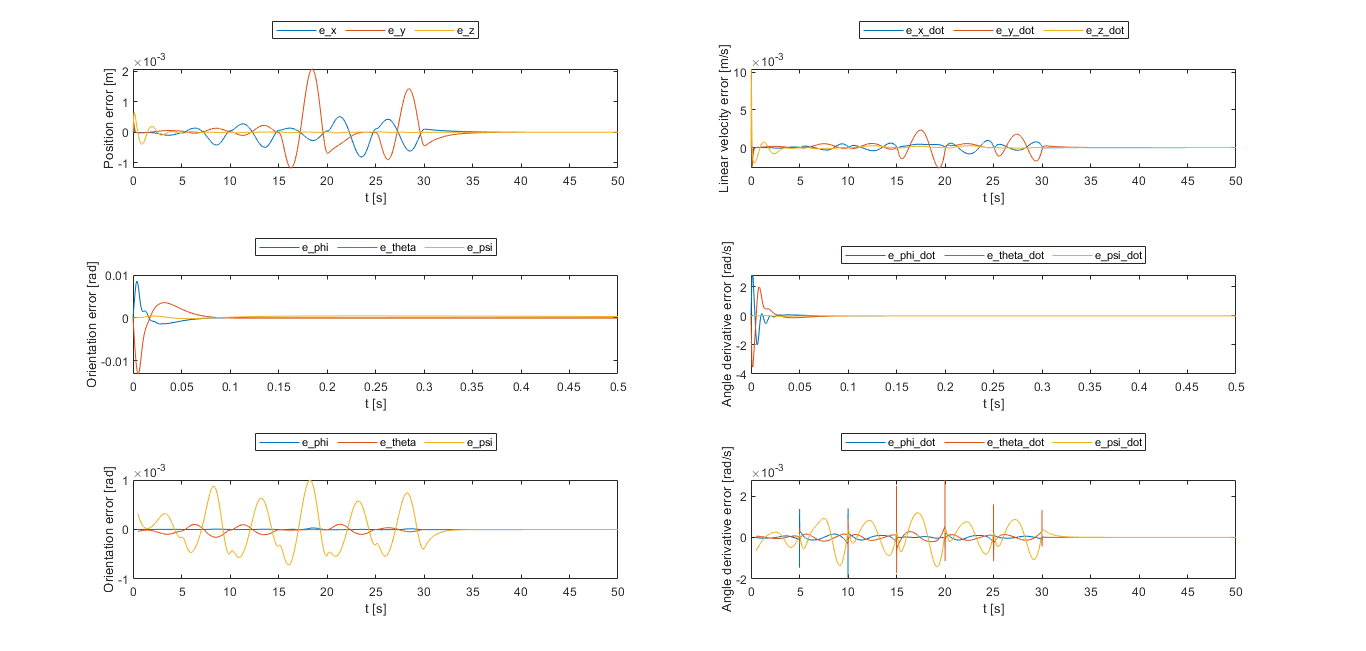 e_x e_y e_z
×10-3
Position error [m]
2
1
0
-1
0 5 10 15 20 25 30 35 40 45 50
t [s]
e_x_dot e_y_dot e_z_dot
×10-3
Linear velocity error [m/s]
10
5
0
0 5 10 15 20 25 30 35 40 45 50
t [s]
e_phi e_theta e_psi
Orientation error [rad]
0.01
0
-0.01
0 0.05 0.1 0.15 0.2 0.25 0.3 0.35 0.4 0.45 0.5
t [s]
e_phi_dot e_theta_dot e_psi_dot
Angle derivative error [rad/s]
2
0
-2
-4
0 0.05 0.1 0.15 0.2 0.25 0.3 0.35 0.4 0.45 0.5
t [s]
e_phi e_theta e_psi
×10-3
Orientation error [rad]
1
0
-1
0 5 10 15 20 25 30 35 40 45 50
t [s]
e_phi_dot e_theta_dot e_psi_dot
×10-3
Angle derivative error [rad/s]
2
0
-2
0 5 10 15 20 25 30 35 40 45 50
t [s]